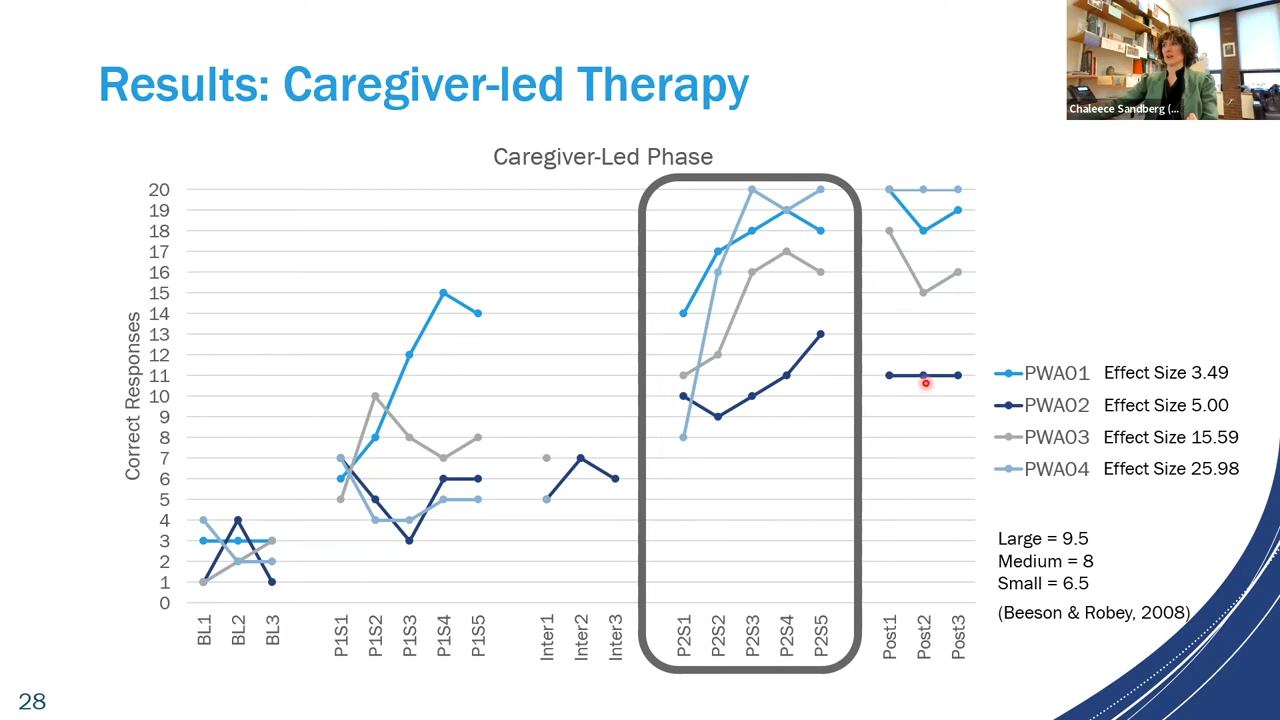 Results: Caregiver-led Therapy
Chaleece Sandberg (...
Caregiver-Led Phase
Correct Responses
20
19
18
17
16
15
14
13
12
11
10
9
8
7
6
5
4
3
2
1
0
BL1
BL2
BL3
P1S1
P1S2
P1S3
P1S4
P1S5
Inter1
Inter2
Inter3
P2S1
P2S2
P2S3
P2S4
P2S5
Post1
Post2
Post3
PWA01 Effect Size 3.49
PWA02 Effect Size 5.00
PWA03 Effect Size 15.59
PWA04 Effect Size 25.98
Large = 9.5
Medium = 8
Small = 6.5
(Beeson & Robey, 2008)
28